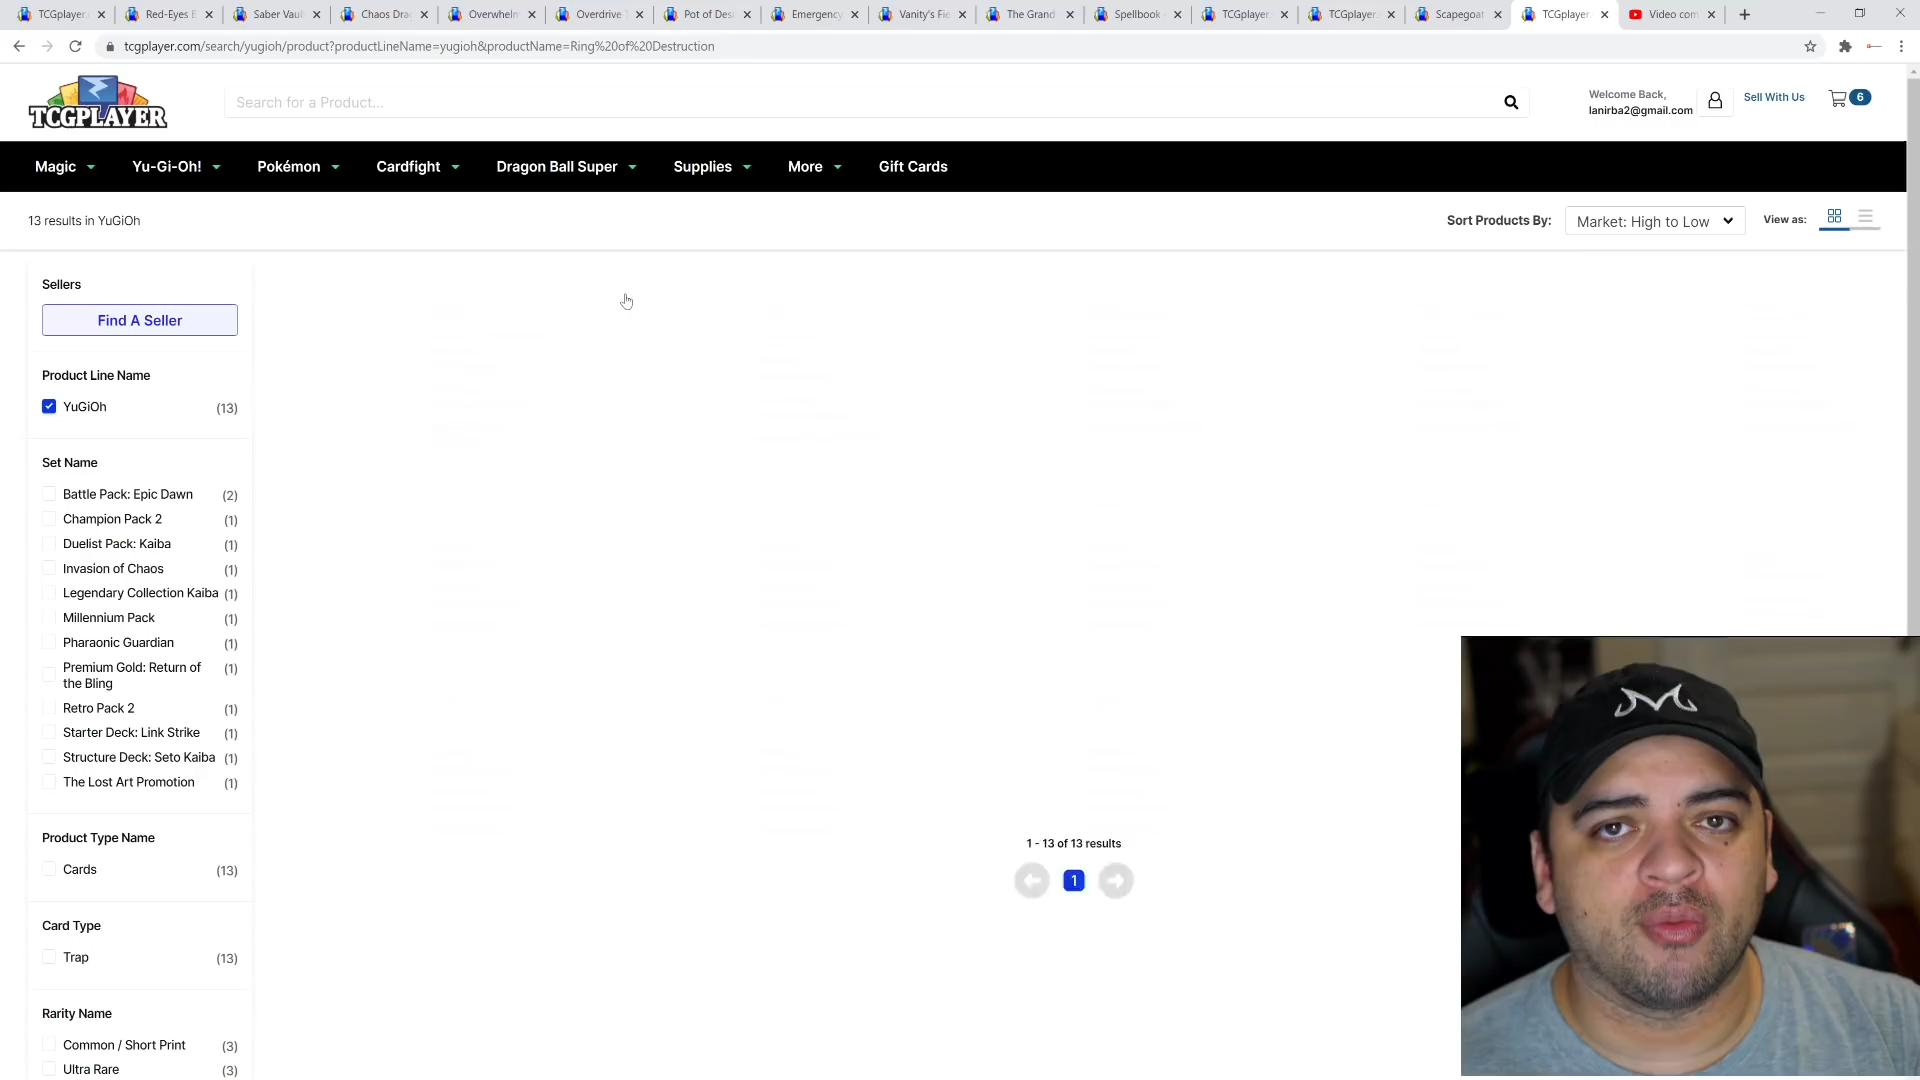 TCGplayer.
Red-Eyes B
Saber Vaul
Chaos Drag
Overwhelm
Overdrive T
Pot of Des
Emergency
Vanity's Fie
The Grand
Spellbook
TCGplayer.
TCGplayer.
Scapegoat
TCGplayer.
Video com
tcgplayer.com/search/yugioh/product?productLineName=yugioh&productName=Ring%20of%20Destruction
TCGPLAYER
Search for a Product...
Welcome Back,
lanirba2@gmail.com
Sell With Us
6
Magic
Yu-Gi-Oh!
Pokémon
Cardfight
Dragon Ball Super
Supplies
More
Gift Cards
13 results in YuGiOh
Sort Products By:
Market: High to Low
View as:
Sellers
Find A Seller
Product Line Name
YuGiOh (13)
Set Name
Battle Pack: Epic Dawn (2)
Champion Pack 2 (1)
Duelist Pack: Kaiba (1)
Invasion of Chaos (1)
Legendary Collection Kaiba (1)
Millennium Pack (1)
Pharaonic Guardian (1)
Premium Gold: Return of (1)
the Bling
Retro Pack 2 (1)
Starter Deck: Link Strike (1)
Structure Deck: Seto Kaiba (1)
The Lost Art Promotion (1)
1 - 13 of 13 results
1
Product Type Name
Cards (13)
Card Type
Trap (13)
Rarity Name
Common / Short Print (3)
Ultra Rare (3)